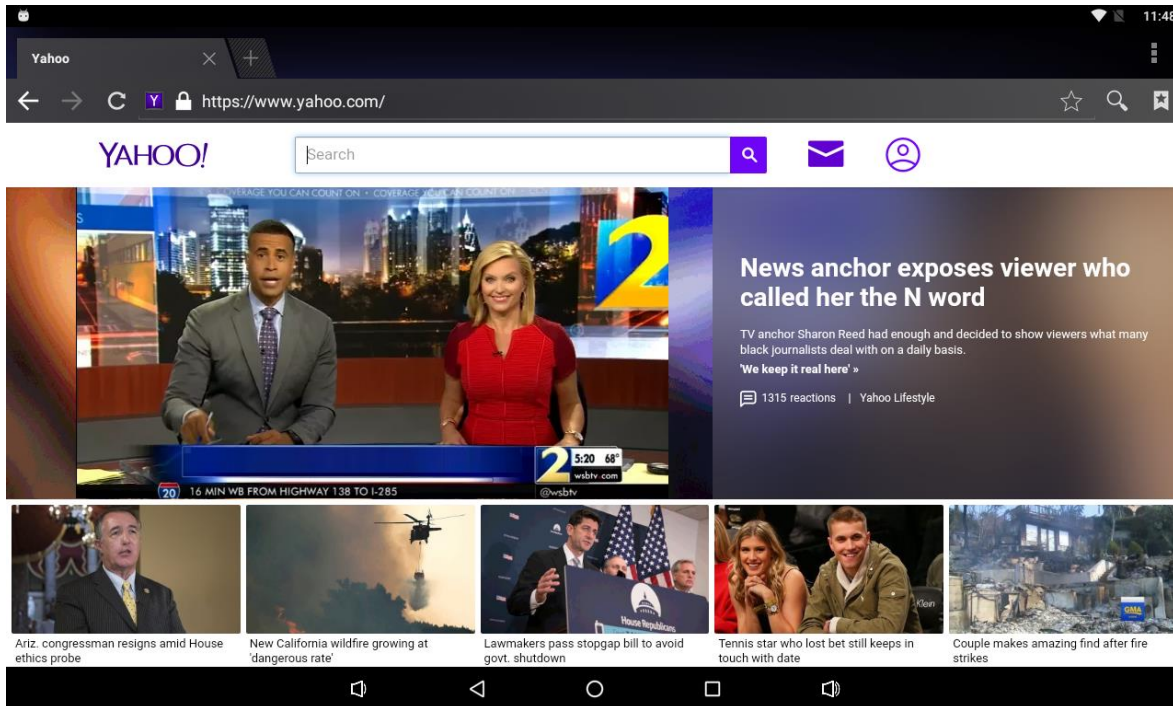 11:48
Yahoo
https://www.yahoo.com/
YAHOO!
Search
COVERAGE YOU CAN COUNT ON • COVERAGE YOU CAN COUNT ON
S
2
News anchor exposes viewer who
called her the N word
TV anchor Sharon Reed had enough and decided to show viewers what many
black journalists deal with on a daily basis.
'We keep it real here' »
1315 reactions | Yahoo Lifestyle
2 5:20 68°
wsbtv.com
20 16 MIN WB FROM HIGHWAY 138 TO I-285 @wsbtv
House Republicans
Klein
GMA
Ariz. congressman resigns amid House
ethics probe
New California wildfire growing at
'dangerous rate'
Lawmakers pass stopgap bill to avoid
govt. shutdown
Tennis star who lost bet still keeps in
touch with date
Couple makes amazing find after fire
strikes